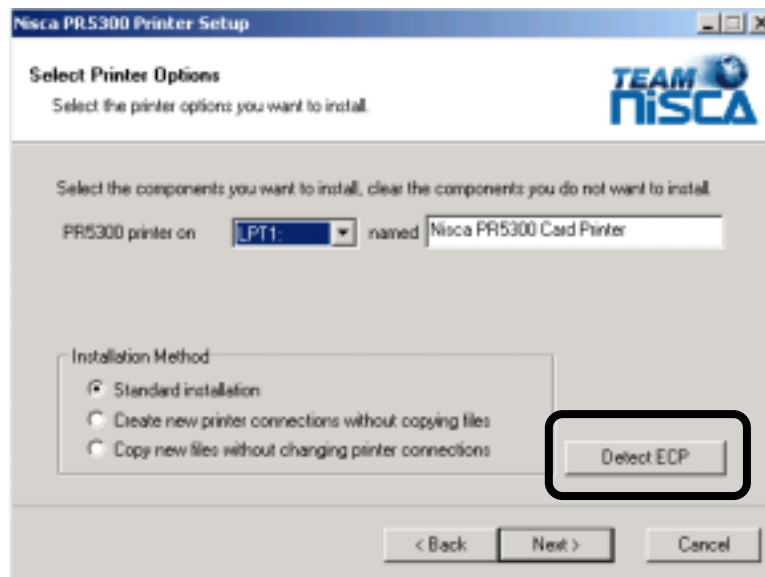 Nisca PR5300 Printer Setup
Select Printer Options
Select the printer options you want to install.
TEAM
NiSCA
Select the components you want to install, clear the components you do not want to install.
PR5300 printer on LPT1: named Nisca PR5300 Card Printer
Installation Method
Standard installation
Create new printer connections without copying files
Copy new files without changing printer connections
Detect ECP
< Back Next > Cancel